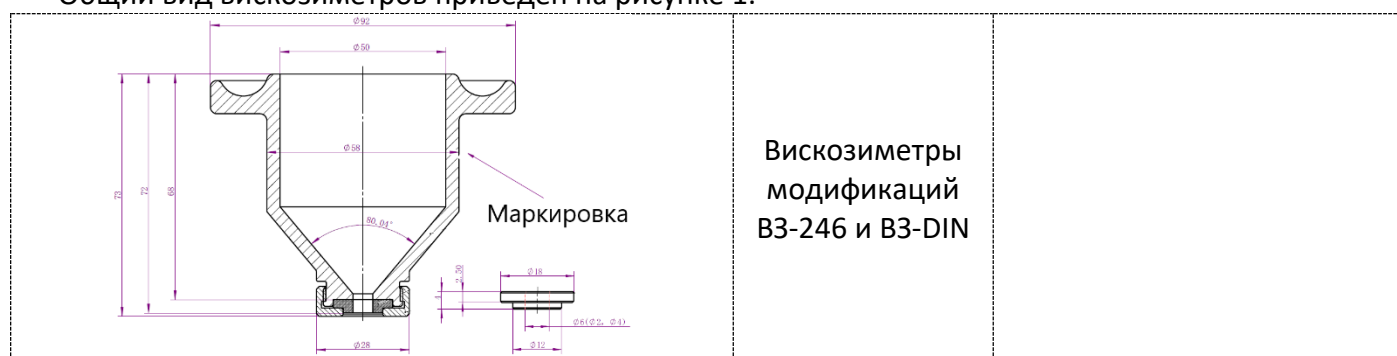 Общий вид вискозиметров приведен на рисунке 1.
Ø92
Ø50
Ø58
73
72
68
80,04°
Маркировка
Ø18
2,50
4
Ø6(Ø2, Ø4)
Ø12
Ø28
Вискозиметры
модификаций
ВЗ-246 и ВЗ-DIN